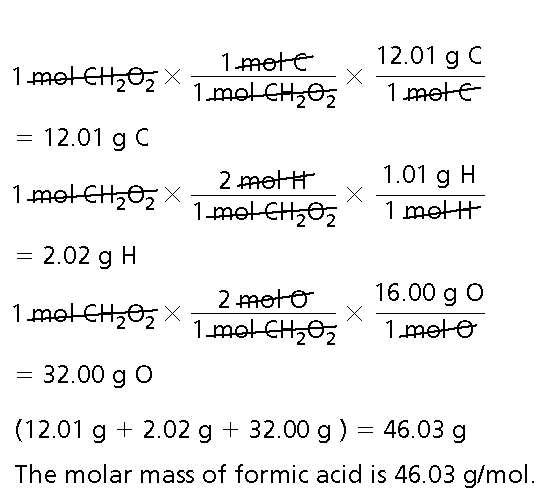 1 mol CH₂O₂ × 1 mol C / 1 mol CH₂O₂ × 12.01 g C / 1 mol C
= 12.01 g C
1 mol CH₂O₂ × 2 mol H / 1 mol CH₂O₂ × 1.01 g H / 1 mol H
= 2.02 g H
1 mol CH₂O₂ × 2 mol O / 1 mol CH₂O₂ × 16.00 g O / 1 mol O
= 32.00 g O
(12.01 g + 2.02 g + 32.00 g ) = 46.03 g
The molar mass of formic acid is 46.03 g/mol.